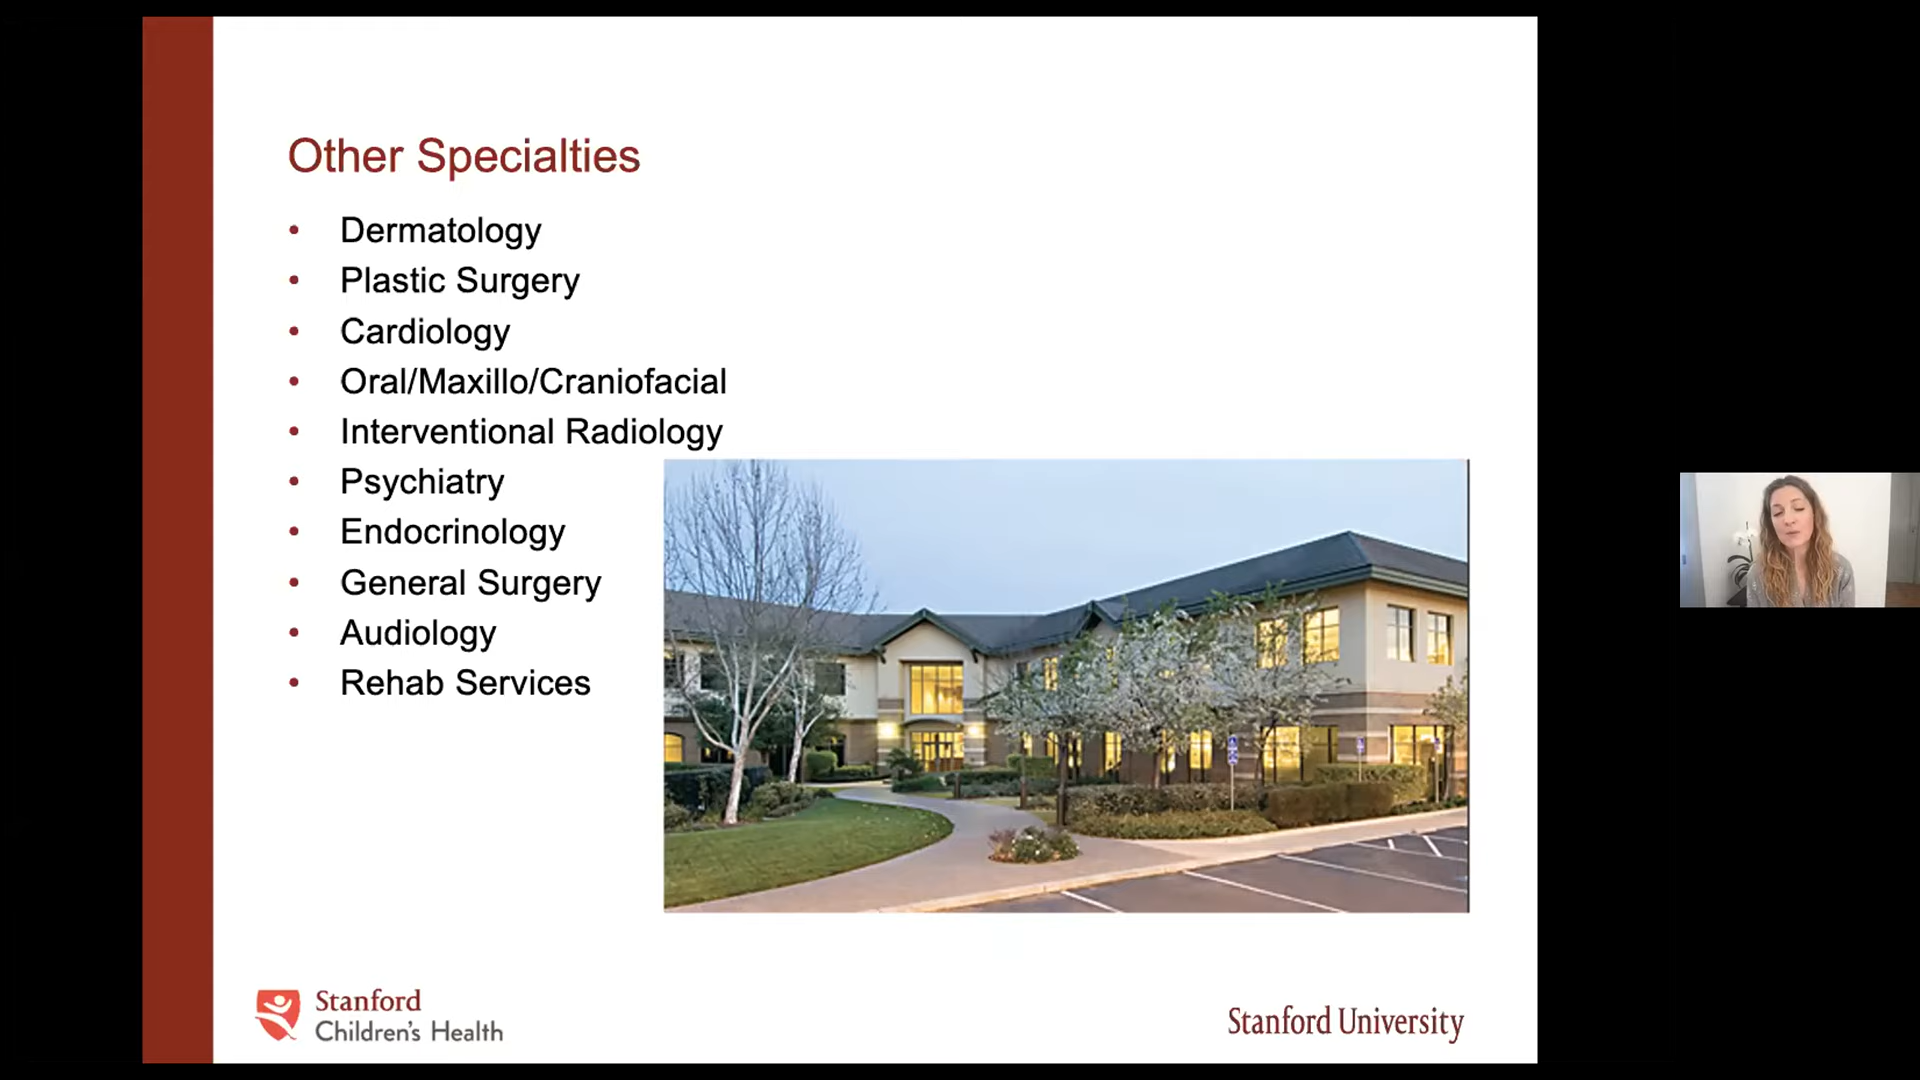 Other Specialties
• Dermatology
• Plastic Surgery
• Cardiology
• Oral/Maxillo/Craniofacial
• Interventional Radiology
• Psychiatry
• Endocrinology
• General Surgery
• Audiology
• Rehab Services
Stanford
Children's Health
Stanford University